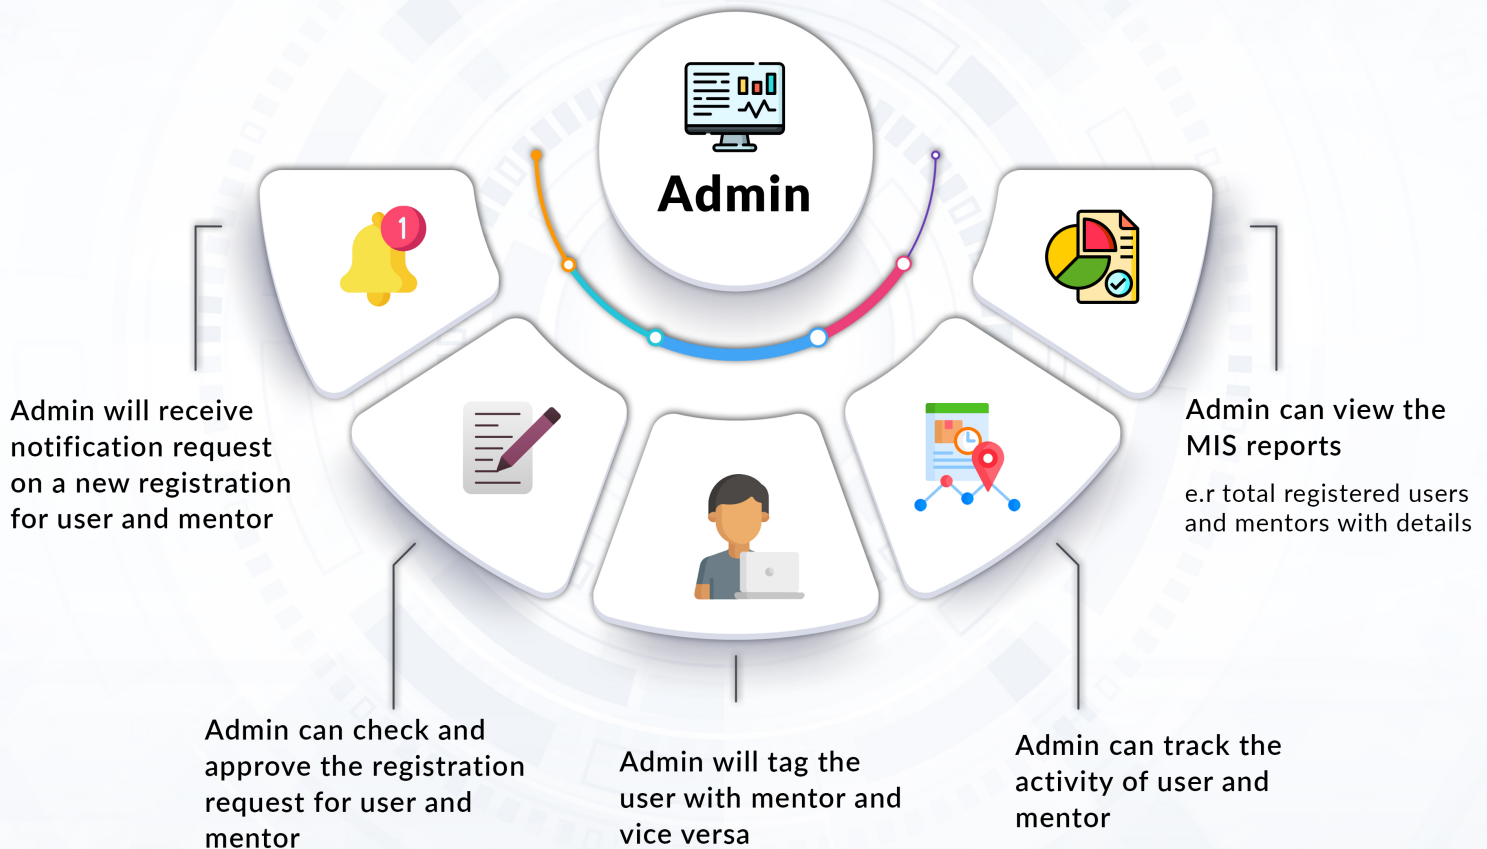 Admin
1
Admin will receive
notification request
on a new registration
for user and mentor
Admin can check and
approve the registration
request for user and
mentor
Admin will tag the
user with mentor and
vice versa
Admin can track the
activity of user and
mentor
Admin can view the
MIS reports
e.r total registered users
and mentors with details